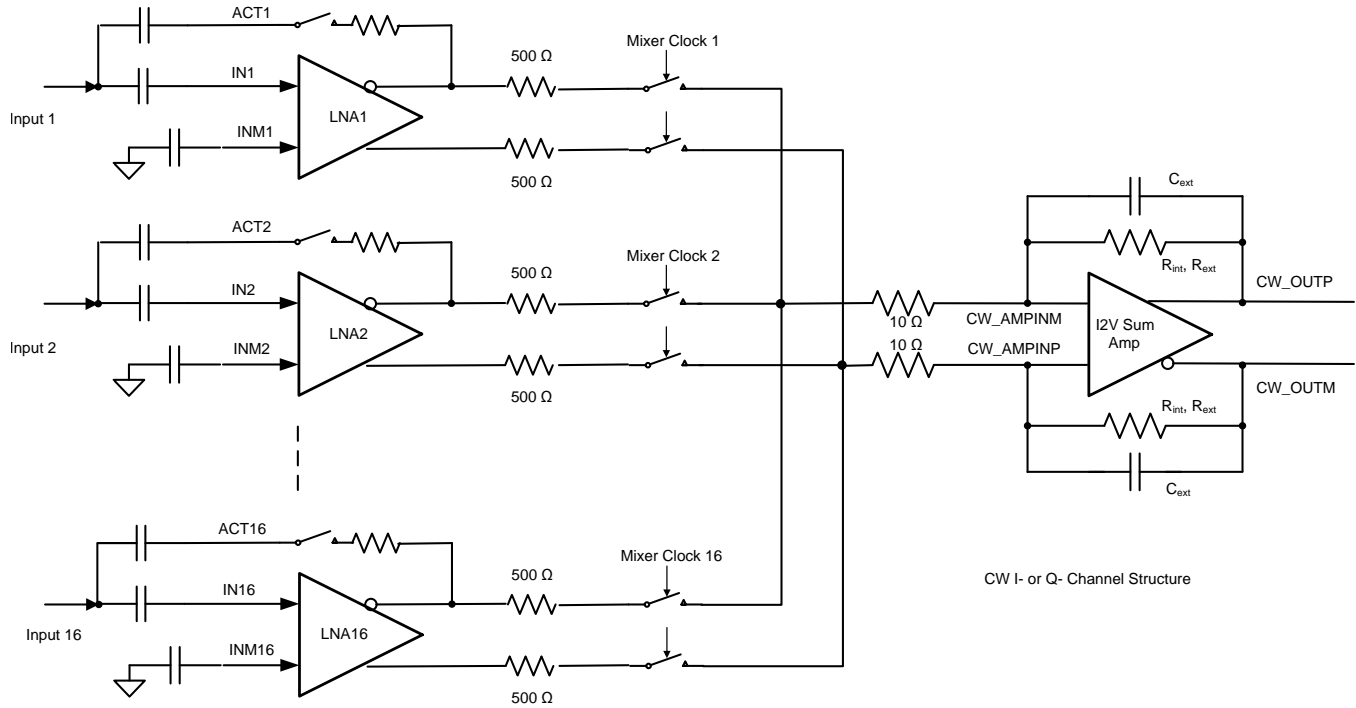 ACT1
500 Ω
Mixer Clock 1
IN1
Input 1
LNA1
INM1
500 Ω
ACT2
500 Ω
Mixer Clock 2
IN2
Input 2
LNA2
INM2
500 Ω
Cext
Rint, Rext
CW_OUTP
10 Ω
CW_AMPINM
I2V Sum
Amp
10 Ω
CW_AMPINP
CW_OUTM
Rint, Rext
Cext
ACT16
500 Ω
Mixer Clock 16
IN16
Input 16
LNA16
INM16
500 Ω
CW I- or Q- Channel Structure